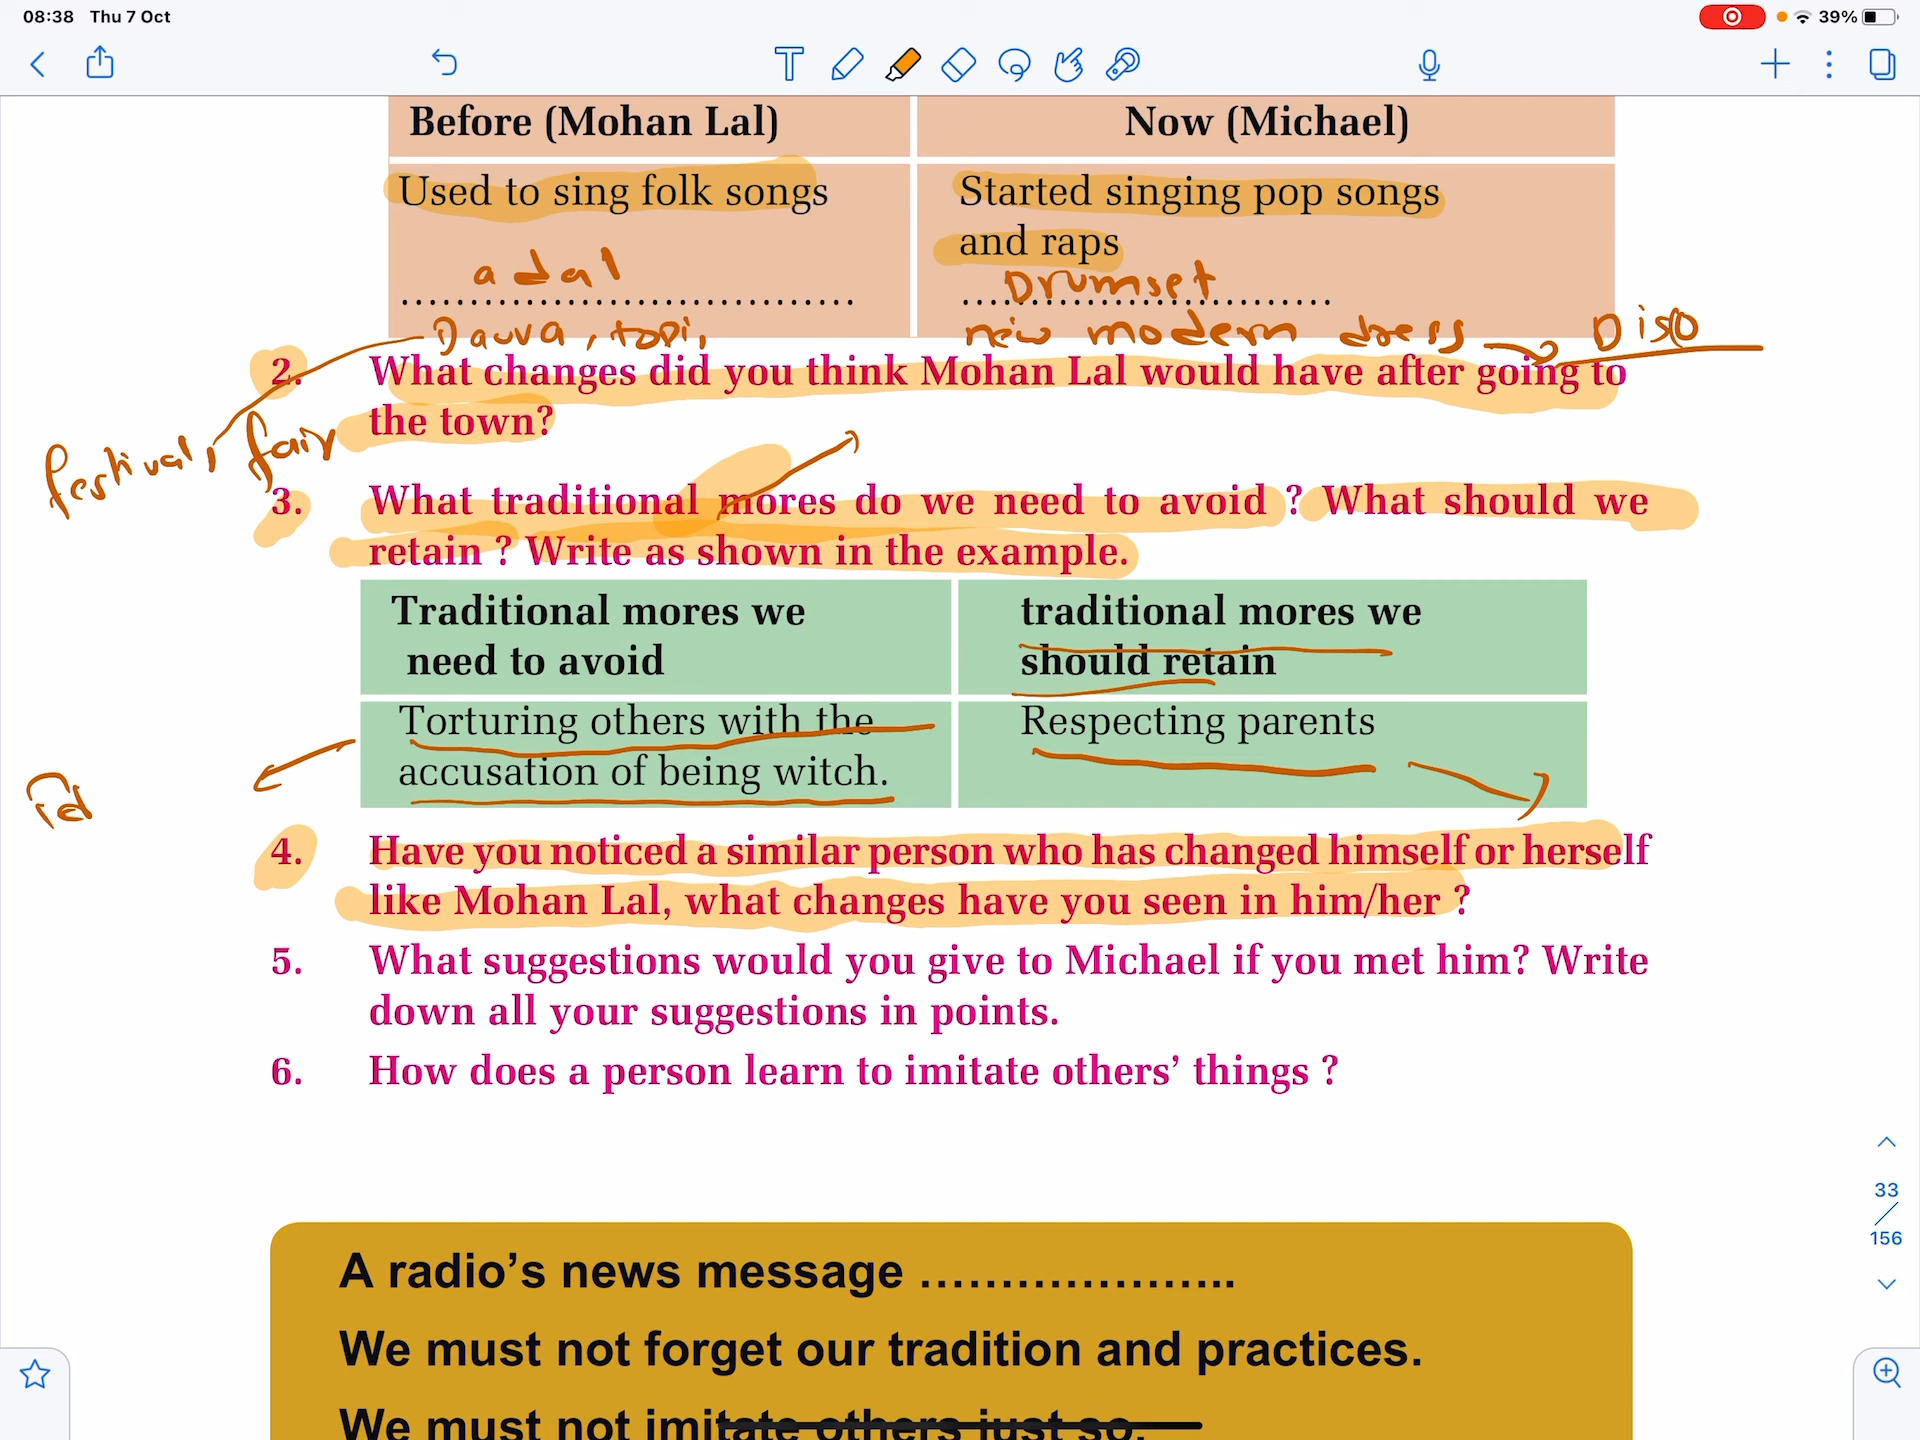 08:38 Thu 7 Oct
39%
Before (Mohan Lal) Now (Michael)
Used to sing folk songs Started singing pop songs
and raps
Drumset
................................. ............................
topi, new modern dress
2. What changes did you think Mohan Lal would have after going to
the town?
festival, fair
3. What traditional mores do we need to avoid ? What should we
retain ? Write as shown in the example.
Traditional mores we traditional mores we
need to avoid should retain
Torturing others with the Respecting parents
accusation of being witch.
4. Have you noticed a similar person who has changed himself or herself
like Mohan Lal, what changes have you seen in him/her ?
5. What suggestions would you give to Michael if you met him? Write
down all your suggestions in points.
6. How does a person learn to imitate others’ things ?
33
156
A radio’s news message .......................
We must not forget our tradition and practices.
We must not imitate others just so.